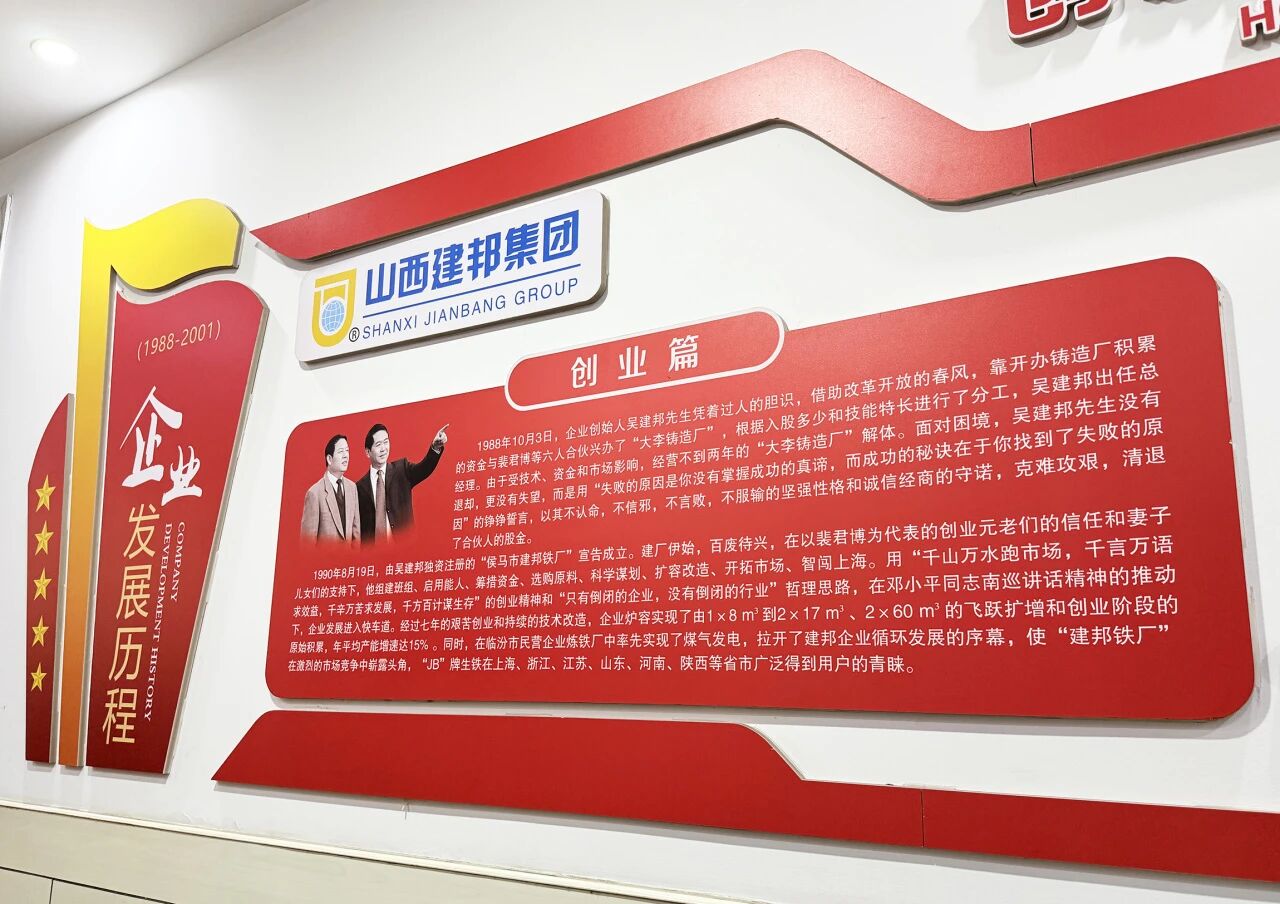 (1988-2001)
企业
发展历程
COMPANY
DEVELOPMENT HISTORY
山西建邦集团
®SHANXI JIANBANG GROUP
创业篇
1988年10月3日，企业创始人吴建邦先生凭着过人的胆识，借助改革开放的春风，靠开办铸造厂积累
的资金与裴君博等六人合伙兴办了“大李铸造厂”，根据入股多少和技能特长进行了分工，吴建邦出任总
经理。由于受技术、资金和市场影响，经营不到两年的“大李铸造厂”解体。面对困境，吴建邦先生没有
退却，更没有失望，而是用“失败的原因是你没有掌握成功的真谛，而成功的秘诀在于你找到了失败的原
因”的铮铮誓言，以其不认命，不信邪，不言败，不服输的坚强性格和诚信经商的守诺，克难攻艰，清退
了合伙人的股金。
1990年8月19日，由吴建邦独资注册的“侯马市建邦铁厂”宣告成立。建厂伊始，百废待兴，在以裴君博为代表的创业元老们的信任和妻子
儿女们的支持下，他组建班组、启用能人、筹措资金、选购原料、科学谋划、扩容改造、开拓市场、智闯上海。用“千山万水跑市场，千言万语
求效益，千辛万苦求发展，千方百计谋生存”的创业精神和“只有倒闭的企业，没有倒闭的行业”哲理思路，在邓小平同志南巡讲话精神的推动
下，企业发展进入快车道。经过七年的艰苦创业和持续的技术改造，企业炉容实现了由1×8 m³到2×17 m³、2×60 m³的飞跃扩增和创业阶段的
原始积累，年平均产能增速达15% 。同时，在临汾市民营企业炼铁厂中率先实现了煤气发电，拉开了建邦企业循环发展的序幕，使“建邦铁厂”
在激烈的市场竞争中崭露头角，“JB”牌生铁在上海、浙江、江苏、山东、河南、陕西等省市广泛得到用户的青睐。